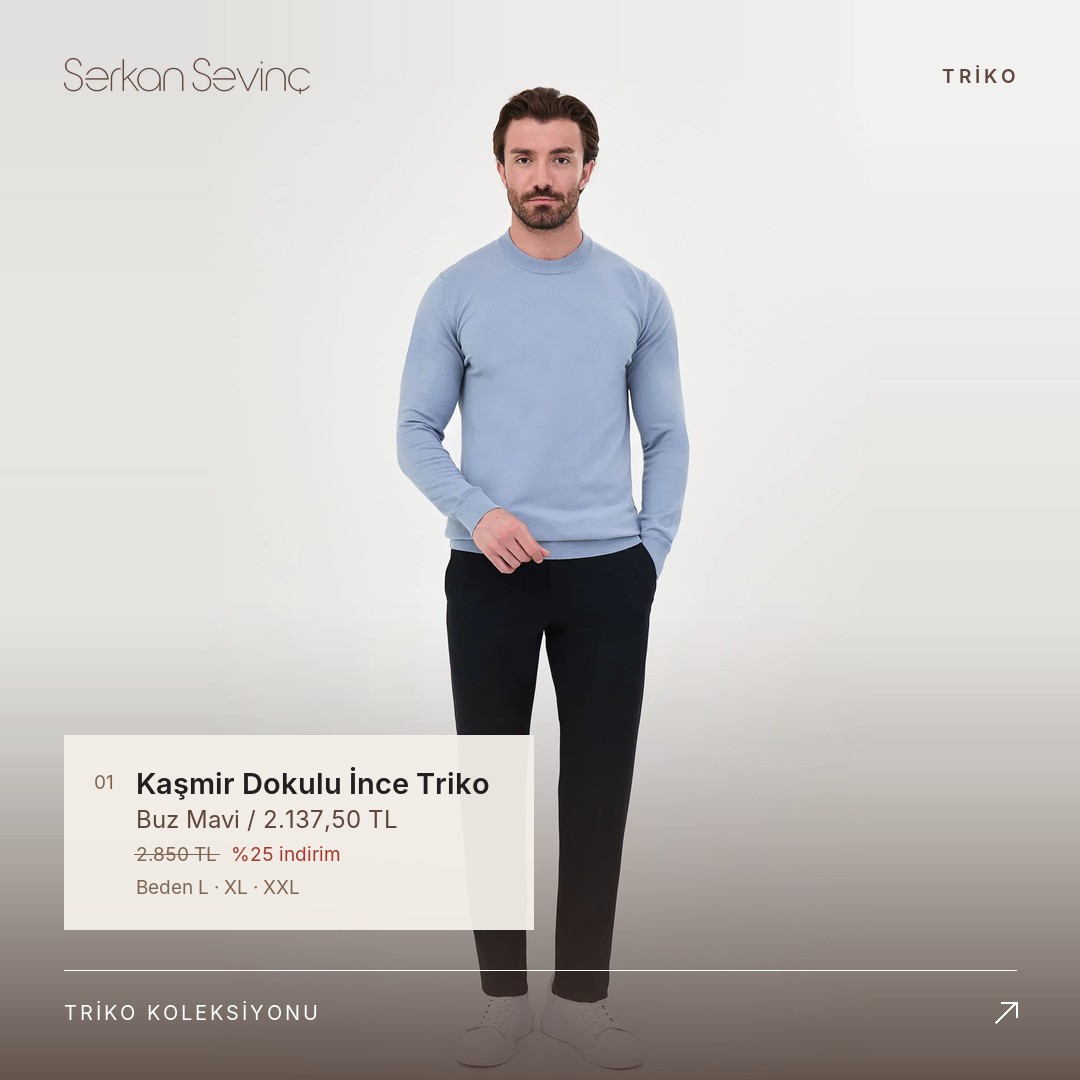 Serkan Sevinç
TRİKO
01
Kaşmir Dokulu İnce Triko
Buz Mavi / 2.137,50 TL
2.850 TL %25 indirim
Beden L · XL · XXL
TRİKO KOLEKSİYONU